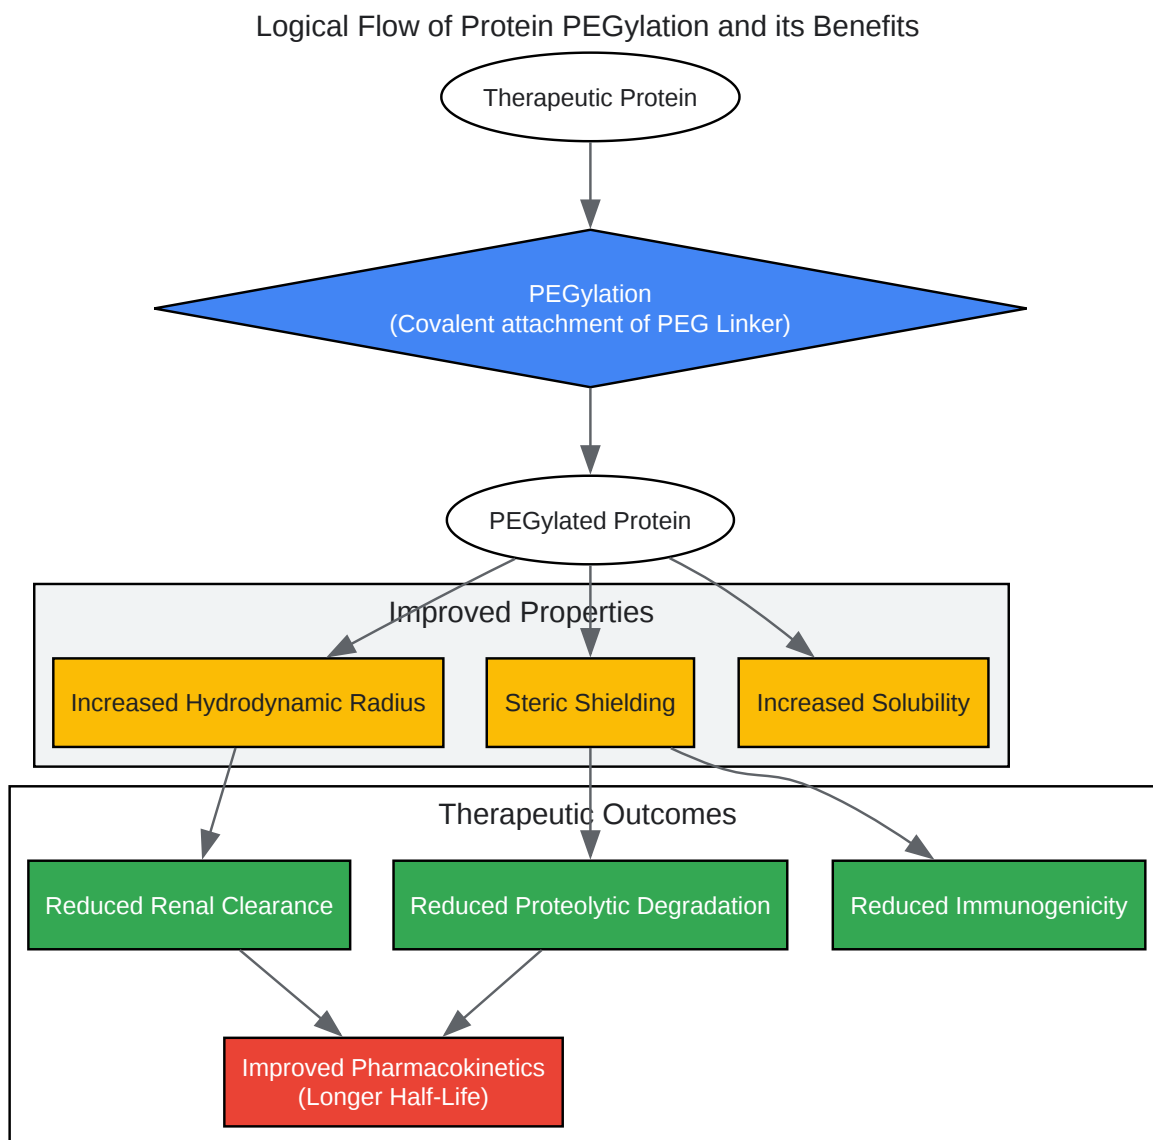 Logical Flow of Protein PEGylation and its Benefits
Therapeutic Protein
PEGylation
(Covalent attachment of PEG Linker)
PEGylated Protein
Improved Properties
Increased Hydrodynamic Radius
Steric Shielding
Increased Solubility
Therapeutic Outcomes
Reduced Renal Clearance
Reduced Proteolytic Degradation
Reduced Immunogenicity
Improved Pharmacokinetics
(Longer Half-Life)